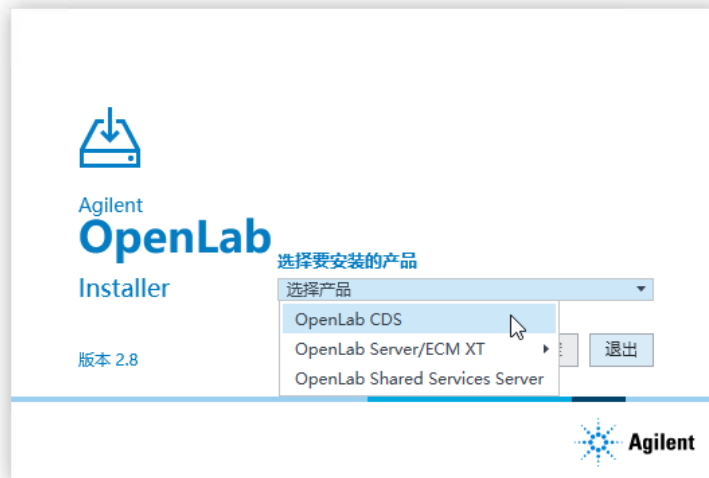 Agilent
OpenLab
Installer
版本 2.8
选择要安装的产品
选择产品
OpenLab CDS
OpenLab Server/ECM XT
OpenLab Shared Services Server
退出
Agilent